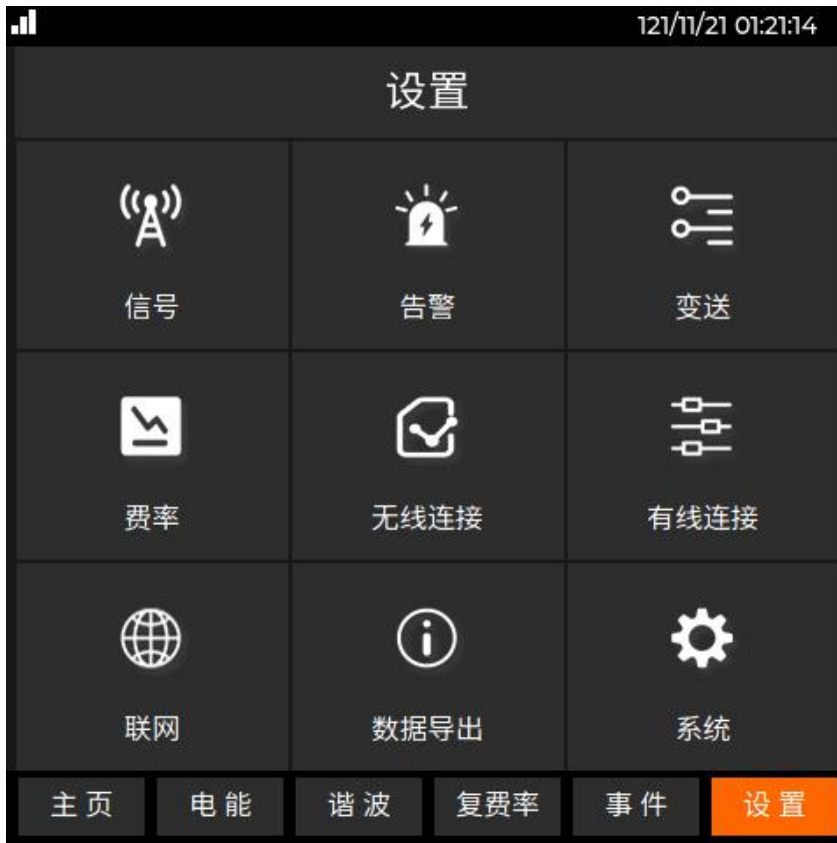 121/11/21 01:21:14
设置
信号 告警 变送
费率 无线连接 有线连接
联网 数据导出 系统
主页 电能 谐波 复费率 事件 设置